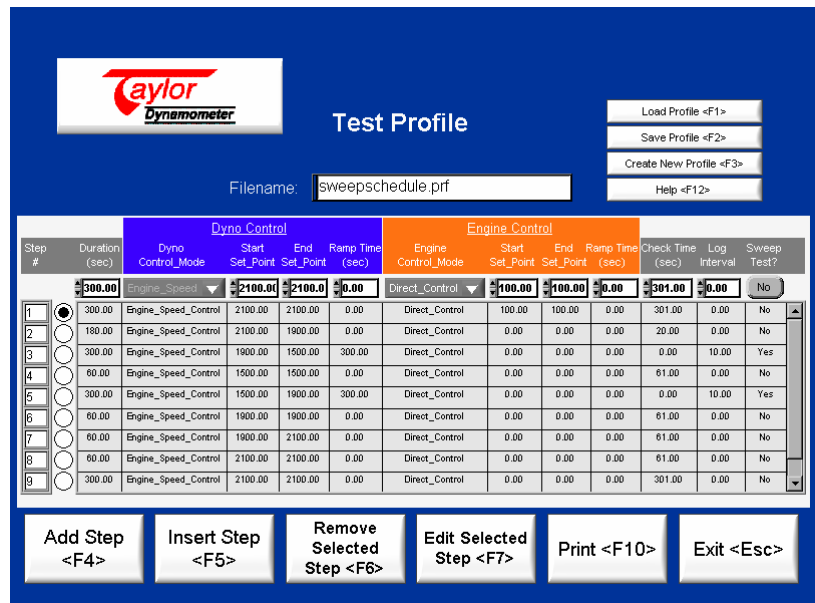 Taylor
Dynamometer
Test Profile
Load Profile <F1>
Save Profile <F2>
Create New Profile <F3>
Help <F12>
Filename: sweepschedule.prf
Dyno Control Engine Control
Step Duration Dyno Start End Ramp Time Engine Start End Ramp Time Check Time Log Sweep
# (sec) Control_Mode Set_Point Set_Point (sec) Control_Mode Set_Point Set_Point (sec) (sec) Interval Test?
300.00 Engine_Speed 2100.00 2100.0 0.00 Direct_Control 100.00 100.00 0.00 301.00 0.00 No
1 300.00 Engine_Speed_Control 2100.00 2100.00 0.00 Direct_Control 100.00 100.00 0.00 301.00 0.00 No
2 180.00 Engine_Speed_Control 2100.00 1900.00 0.00 Direct_Control 0.00 0.00 0.00 20.00 0.00 No
3 300.00 Engine_Speed_Control 1900.00 1500.00 300.00 Direct_Control 0.00 0.00 0.00 0.00 10.00 Yes
4 60.00 Engine_Speed_Control 1500.00 1500.00 0.00 Direct_Control 0.00 0.00 0.00 61.00 0.00 No
5 300.00 Engine_Speed_Control 1500.00 1900.00 300.00 Direct_Control 0.00 0.00 0.00 0.00 10.00 Yes
6 60.00 Engine_Speed_Control 1900.00 1900.00 0.00 Direct_Control 0.00 0.00 0.00 61.00 0.00 No
7 60.00 Engine_Speed_Control 1900.00 2100.00 0.00 Direct_Control 0.00 0.00 0.00 61.00 0.00 No
8 60.00 Engine_Speed_Control 2100.00 2100.00 0.00 Direct_Control 0.00 0.00 0.00 61.00 0.00 No
9 300.00 Engine_Speed_Control 2100.00 2100.00 0.00 Direct_Control 0.00 0.00 0.00 301.00 0.00 No
Add Step
<F4>
Insert Step
<F5>
Remove
Selected
Step <F6>
Edit Selected
Step <F7>
Print <F10>
Exit <Esc>